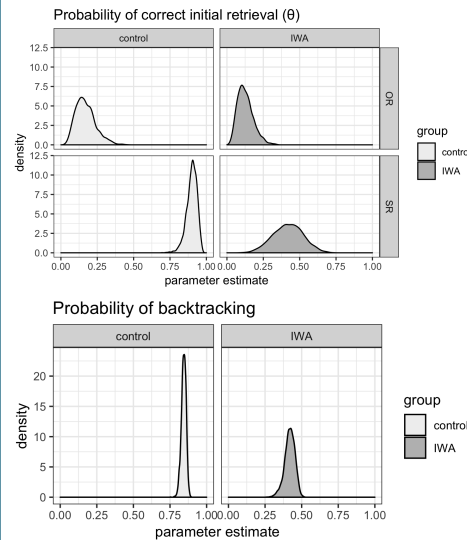 Probability of correct initial retrieval (θ)
control IWA
12.5
10.0
7.5
5.0
2.5
0.0
OR
12.5
10.0
7.5
5.0
2.5
0.0
SR
density
0.00 0.25 0.50 0.75 1.00 0.00 0.25 0.50 0.75 1.00
parameter estimate
group
contro
IWA
Probability of backtracking
control IWA
20
15
10
5
0
density
0.00 0.25 0.50 0.75 1.00 0.00 0.25 0.50 0.75 1.00
parameter estimate
group
control
IWA